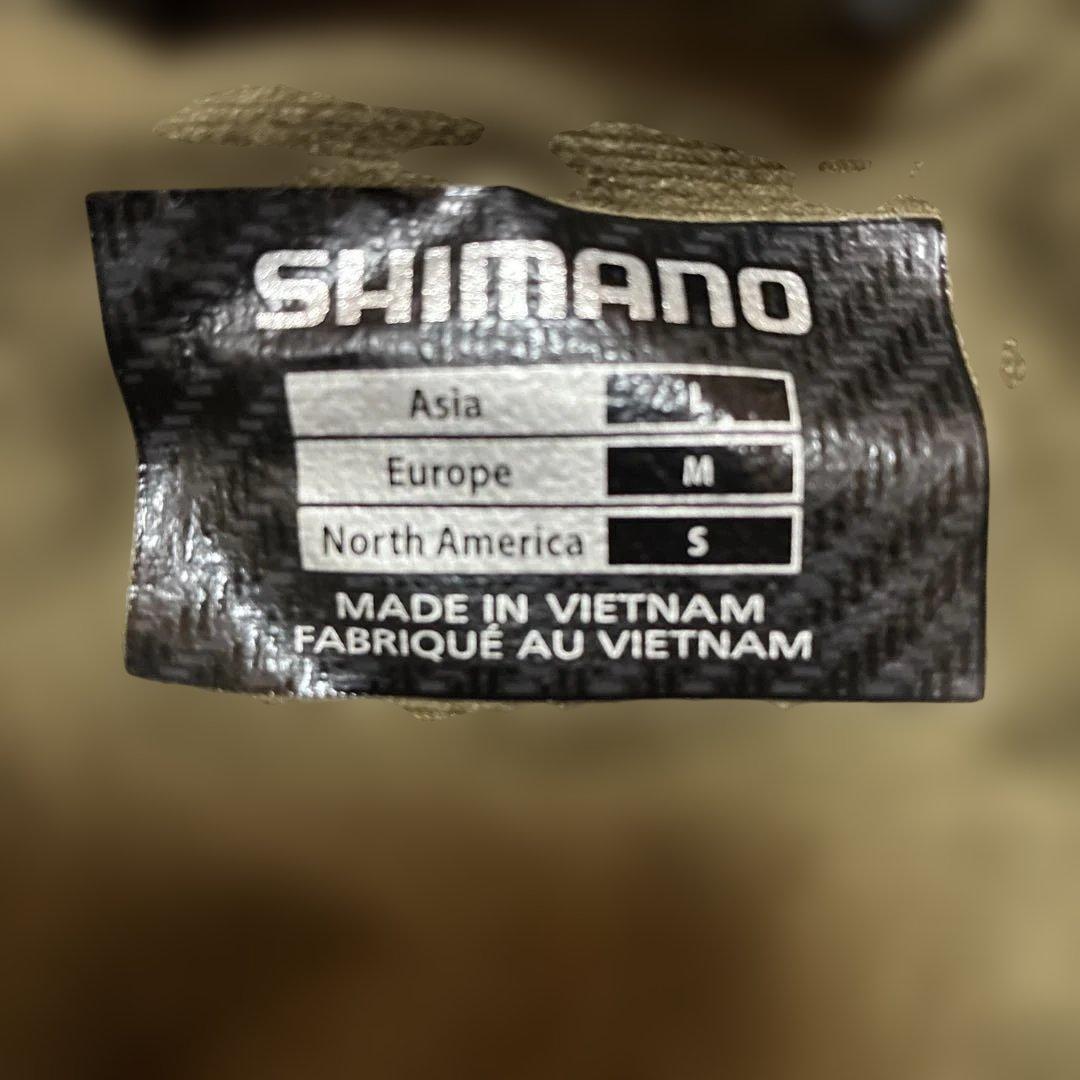 SHIMANO
Asia L
Europe M
North America S
MADE IN VIETNAM
FABRIQUÉ AU VIETNAM